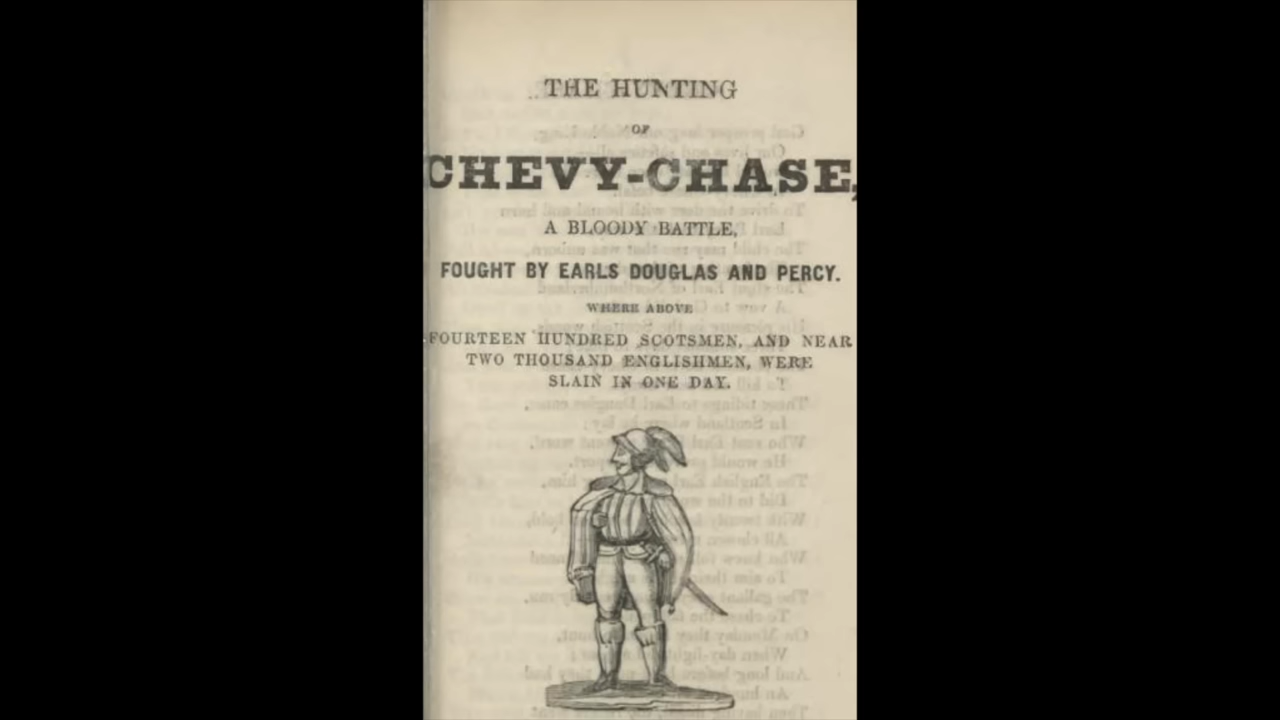 THE HUNTING
OF
CHEVY-CHASE,
A BLOODY BATTLE,
FOUGHT BY EARLS DOUGLAS AND PERCY.
WHERE ABOVE
FOURTEEN HUNDRED SCOTSMEN, AND NEAR
TWO THOUSAND ENGLISHMEN, WERE
SLAIN IN ONE DAY.